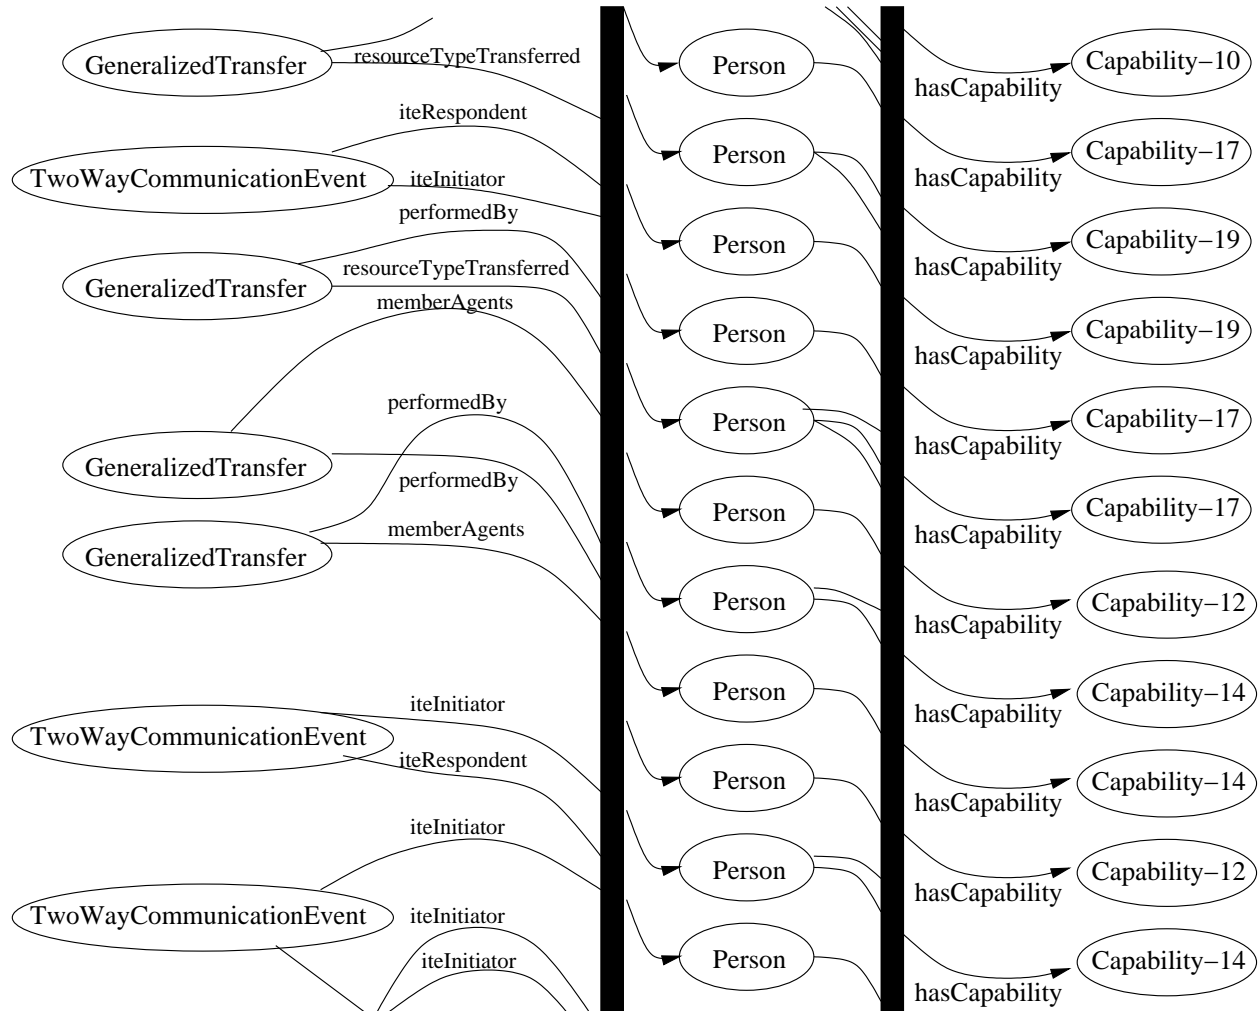 GeneralizedTransfer
resourceTypeTransferred
Person
hasCapability
Capability−10
iteRespondent
TwoWayCommunicationEvent
iteInitiator
Person
hasCapability
Capability−17
performedBy
GeneralizedTransfer
resourceTypeTransferred
Person
hasCapability
Capability−19
memberAgents
Person
hasCapability
Capability−19
performedBy
Person
hasCapability
Capability−17
GeneralizedTransfer
performedBy
Person
hasCapability
Capability−17
GeneralizedTransfer
memberAgents
Person
hasCapability
Capability−12
iteInitiator
Person
hasCapability
Capability−14
TwoWayCommunicationEvent
iteRespondent
Person
hasCapability
Capability−14
iteInitiator
Person
hasCapability
Capability−12
TwoWayCommunicationEvent
iteInitiator
iteInitiator
Person
hasCapability
Capability−14